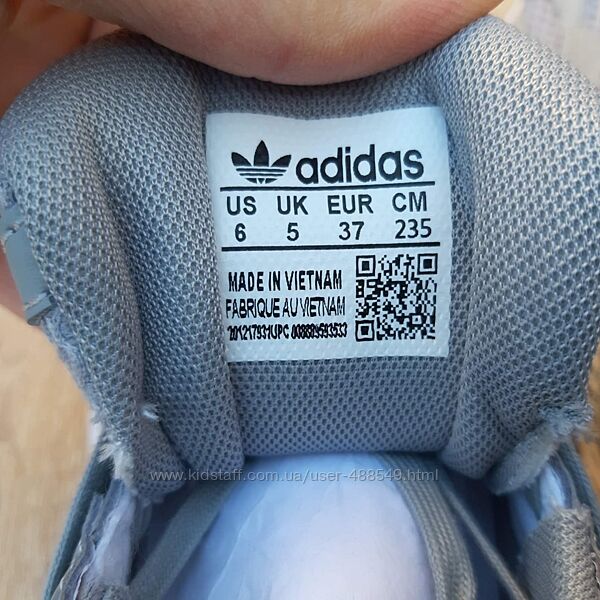 adidas
US UK EUR CM
6 5 37 235
MADE IN VIETNAM
FABRIQUE AU VIETNAM
www.kidstaff.com.ua/user-488549.html